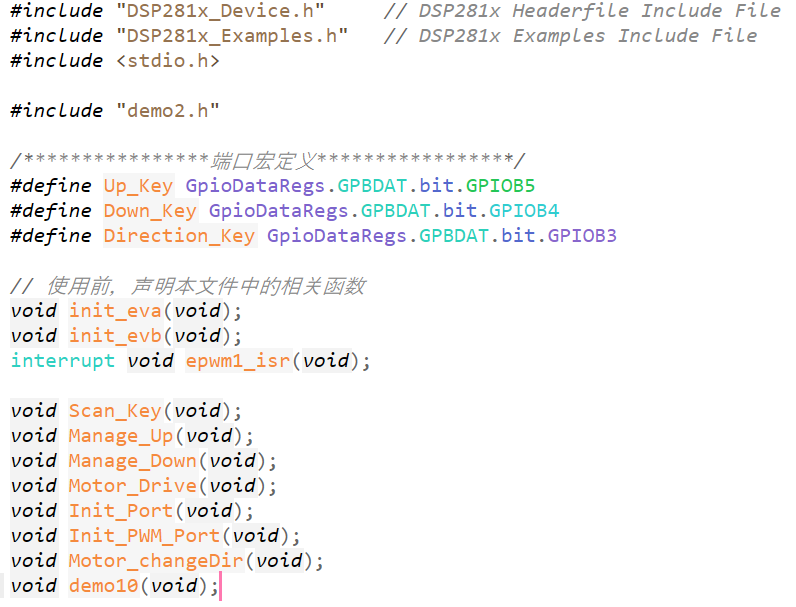 #include "DSP281x_Device.h"     // DSP281x Headerfile Include File
#include "DSP281x_Examples.h"   // DSP281x Examples Include File
#include <stdio.h>

#include "demo2.h"

/****************端口宏定义*****************/
#define Up_Key GpioDataRegs.GPBDAT.bit.GPIOB5
#define Down_Key GpioDataRegs.GPBDAT.bit.GPIOB4
#define Direction_Key GpioDataRegs.GPBDAT.bit.GPIOB3

// 使用前, 声明本文件中的相关函数
void init_eva(void);
void init_evb(void);
interrupt void epwm1_isr(void);

void Scan_Key(void);
void Manage_Up(void);
void Manage_Down(void);
void Motor_Drive(void);
void Init_Port(void);
void Init_PWM_Port(void);
void Motor_changeDir(void);
void demo10(void);